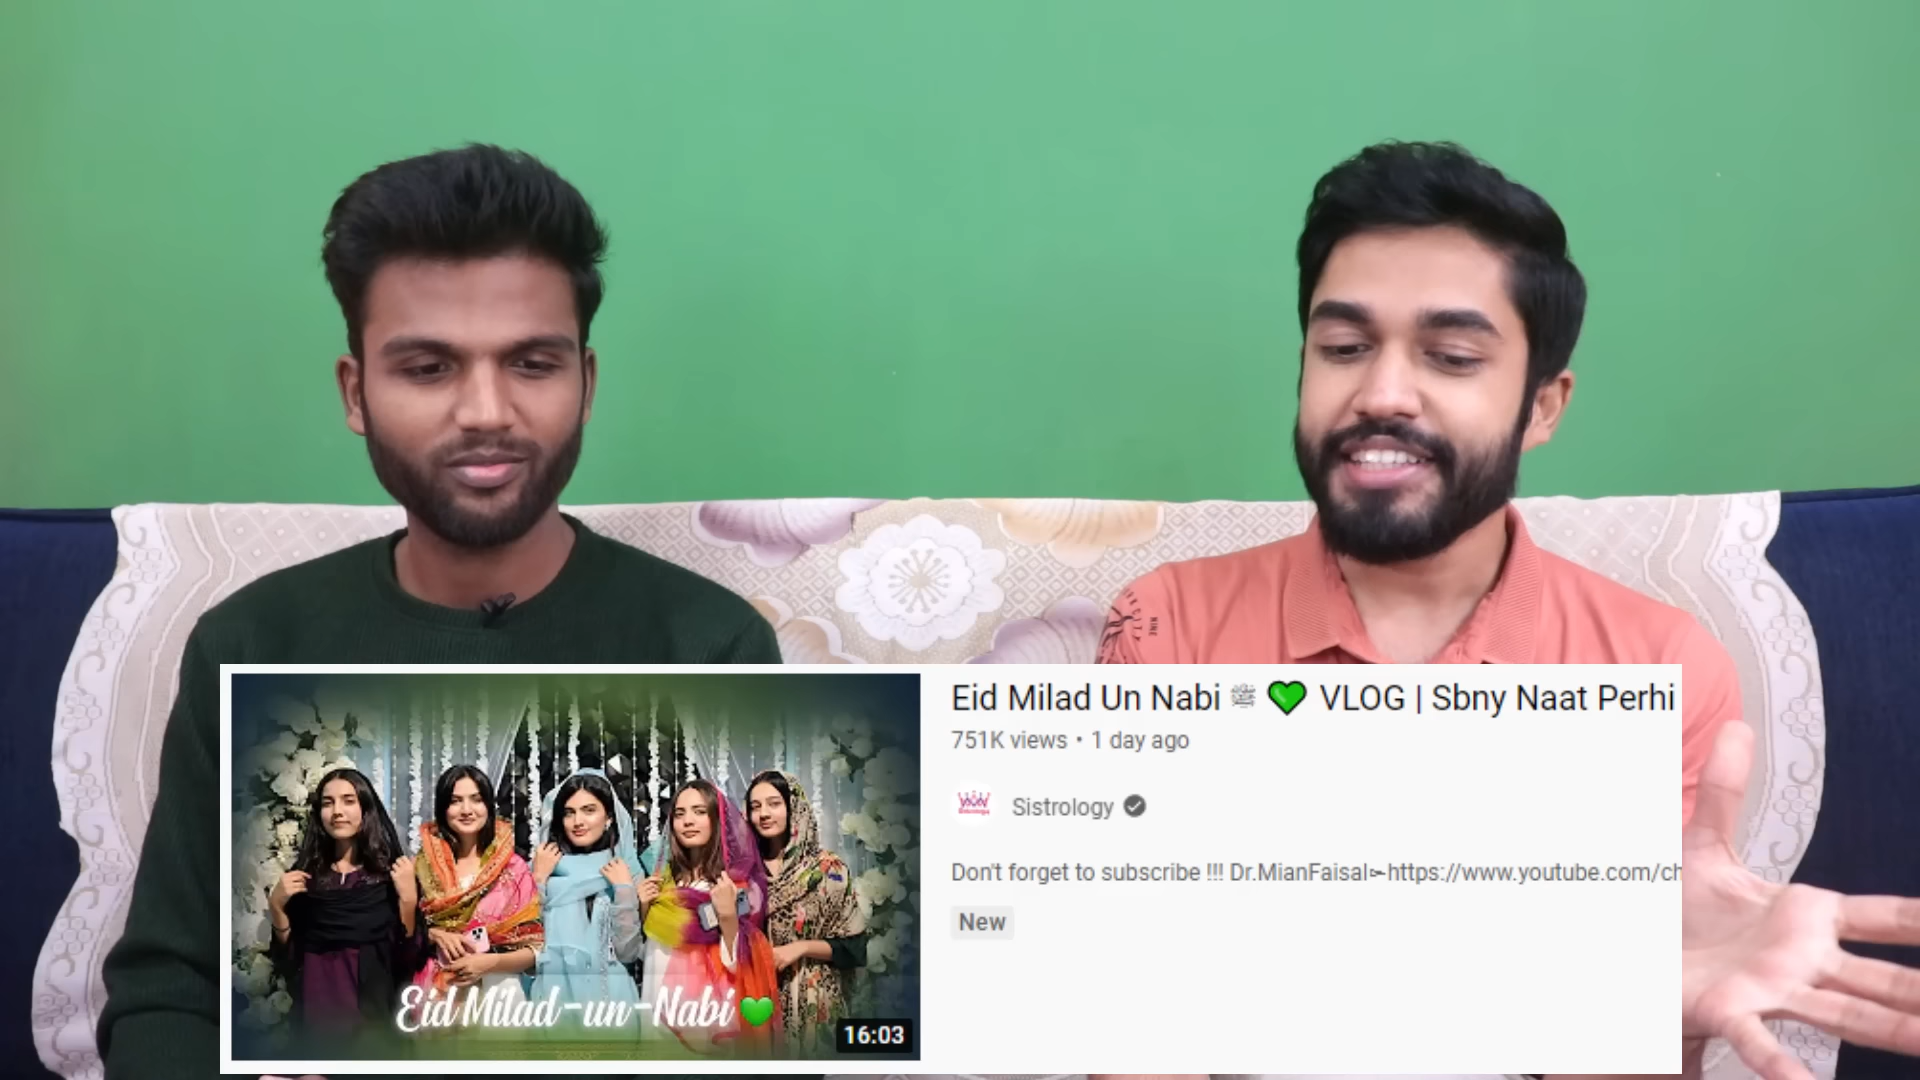 Eid Milad Un Nabi ﷺ 💚 VLOG | Sbny Naat Perhi
751K views • 1 day ago
Sistrology
Don't forget to subscribe !!! Dr.MianFaisal➳https://www.youtube.com/ch
New
Eid Milad-un-Nabi💚
16:03
NINE